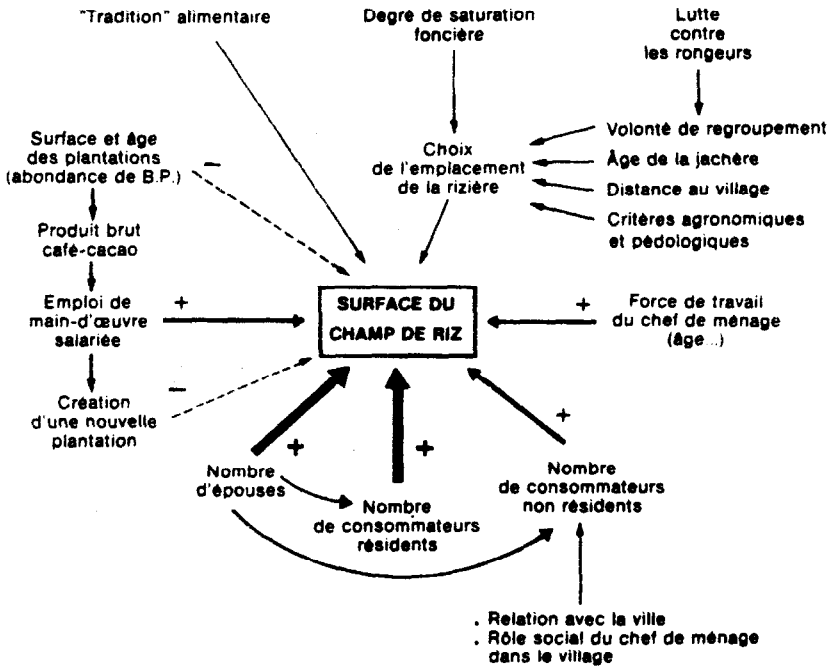 "Tradition" alimentaire
Degré de saturation
foncière
Lutte
contre
les rongeurs
Surface et âge
des plantations
(abondance de B.P.)
−
Choix
de l'emplacement
de la rizière
Volonté de regroupement
Âge de la jachère
Distance au village
Critères agronomiques
et pédologiques
Produit brut
café-cacao
Emploi de
main-d'œuvre
salariée
+
SURFACE DU
CHAMP DE RIZ
+
Force de travail
du chef de ménage
(âge...)
−
Création
d'une nouvelle
plantation
+
+
+
Nombre
d'épouses
Nombre
de consommateurs
résidents
Nombre
de consommateurs
non résidents
. Relation avec la ville
. Rôle social du chef de ménage
dans le village